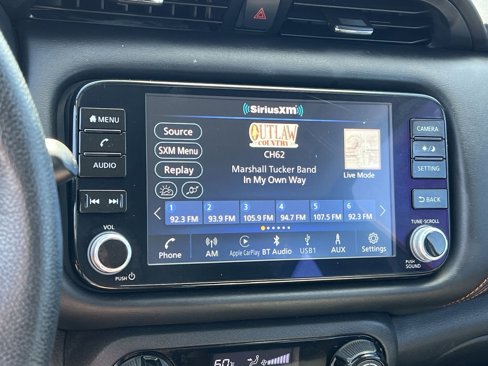 SiriusXM
MENU
AUDIO
VOL
PUSH
Source
SXM Menu
Replay
OUTLAW
COUNTRY
CH62
Marshall Tucker Band
In My Own Way
Live Mode
1 2 3 4 5 6
92.3 FM 93.9 FM 105.9 FM 94.7 FM 107.5 FM 92.3 FM
Phone AM Apple CarPlay BT Audio USB1 AUX Settings
CAMERA
SETTING
BACK
TUNE-SCROLL
PUSH
SOUND
60